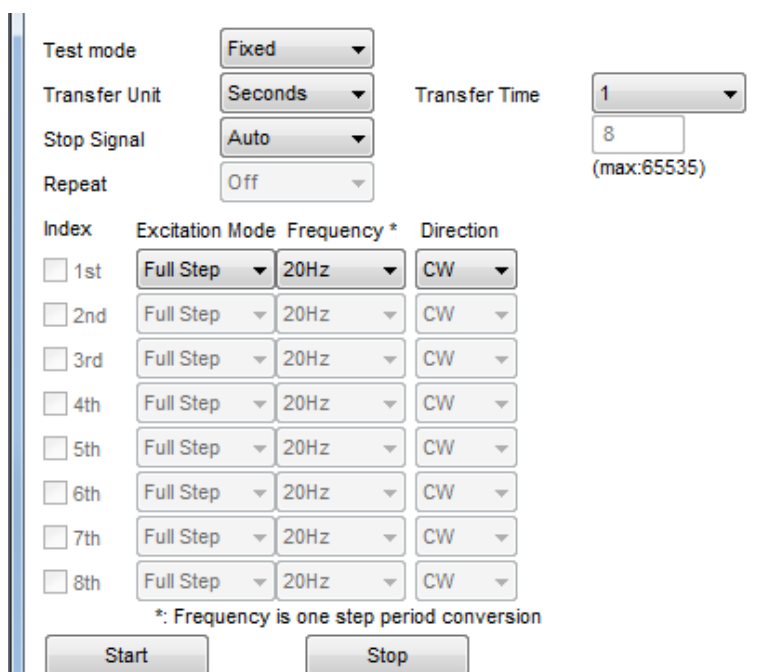 Test mode Fixed
Transfer Unit Seconds Transfer Time 1
Stop Signal Auto 8
(max:65535)
Repeat Off
Index Excitation Mode Frequency * Direction
1st Full Step 20Hz CW
2nd Full Step 20Hz CW
3rd Full Step 20Hz CW
4th Full Step 20Hz CW
5th Full Step 20Hz CW
6th Full Step 20Hz CW
7th Full Step 20Hz CW
8th Full Step 20Hz CW
*: Frequency is one step period conversion
Start Stop